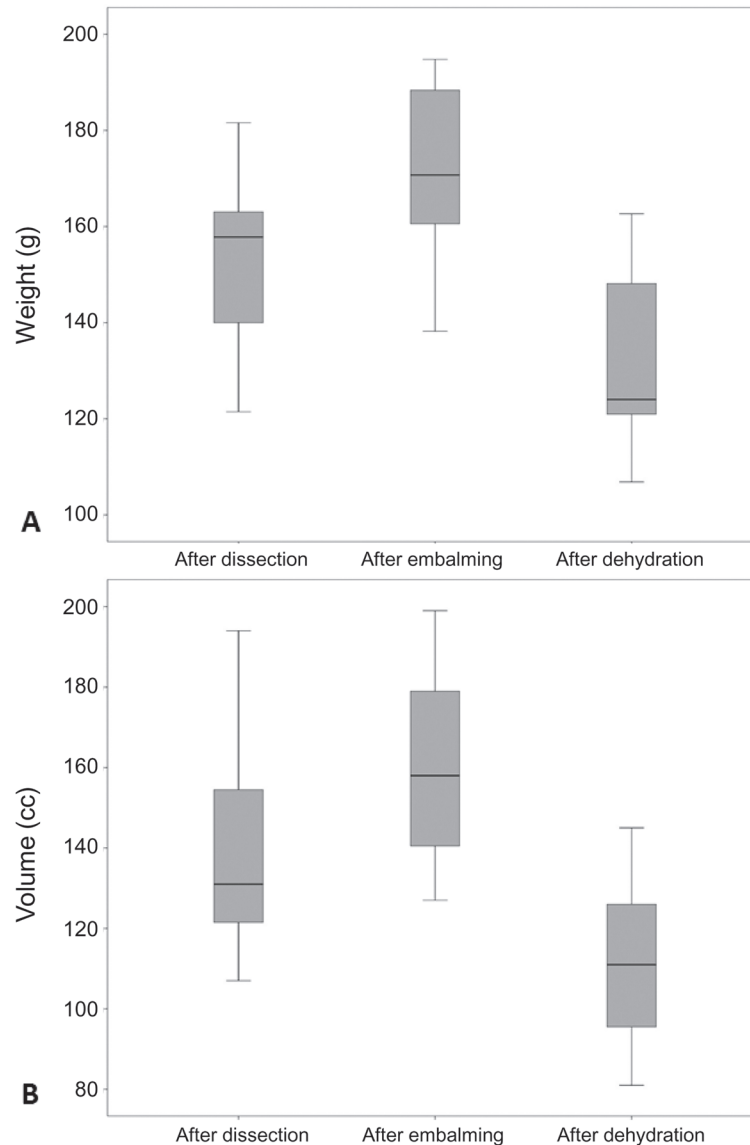 Weight (g)
200
180
160
140
120
100
A
After dissection After embalming After dehydration
Volume (cc)
200
180
160
140
120
100
80
B
After dissection After embalming After dehydration